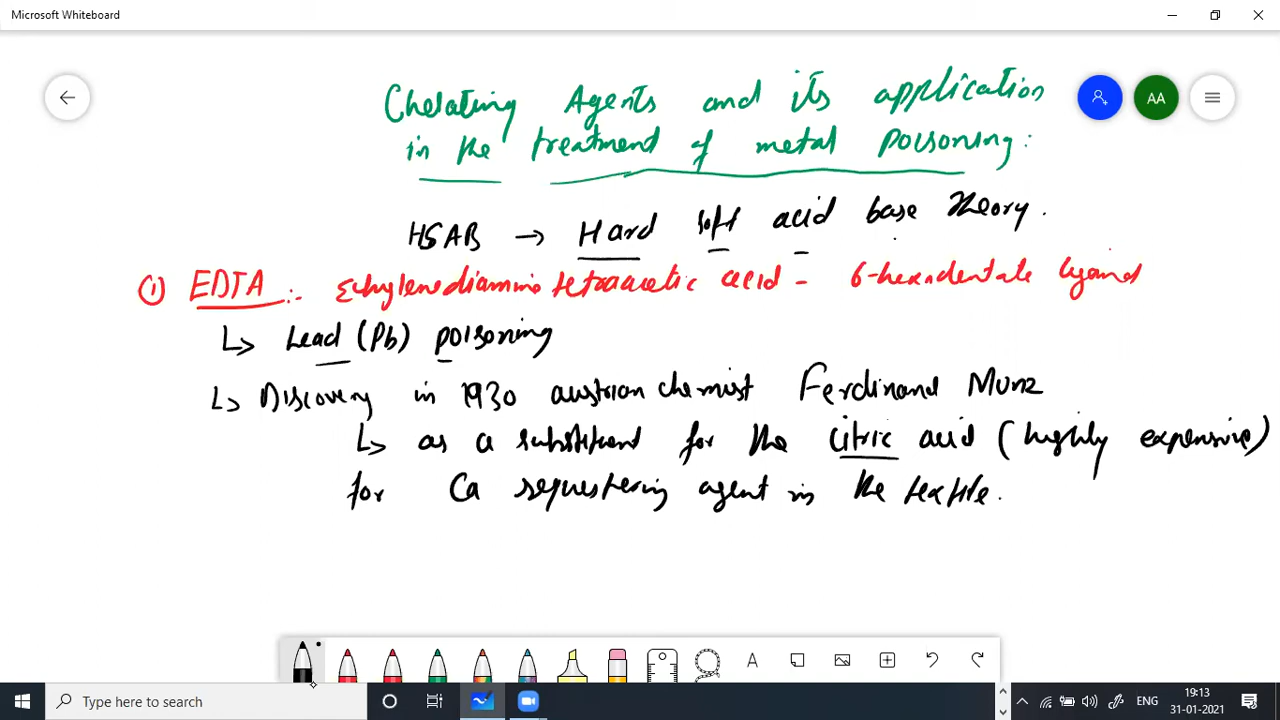 Microsoft Whiteboard
Chelating Agents and its application
in the treatment of metal poisoning:
AA
HSAB → Hard soft acid base theory.
① EDTA :- Ethylenediamine tetraacetic acid - 6-hexadentate ligand
↳ Lead (Pb) poisoning
↳ Discovery in 1930 austrian chemist Ferdinand Munz
↳ as a substituent for the citric acid (highly expensive)
for Ca sequestering agent in the textile.
A
Type here to search
ENG
19:13
31-01-2021